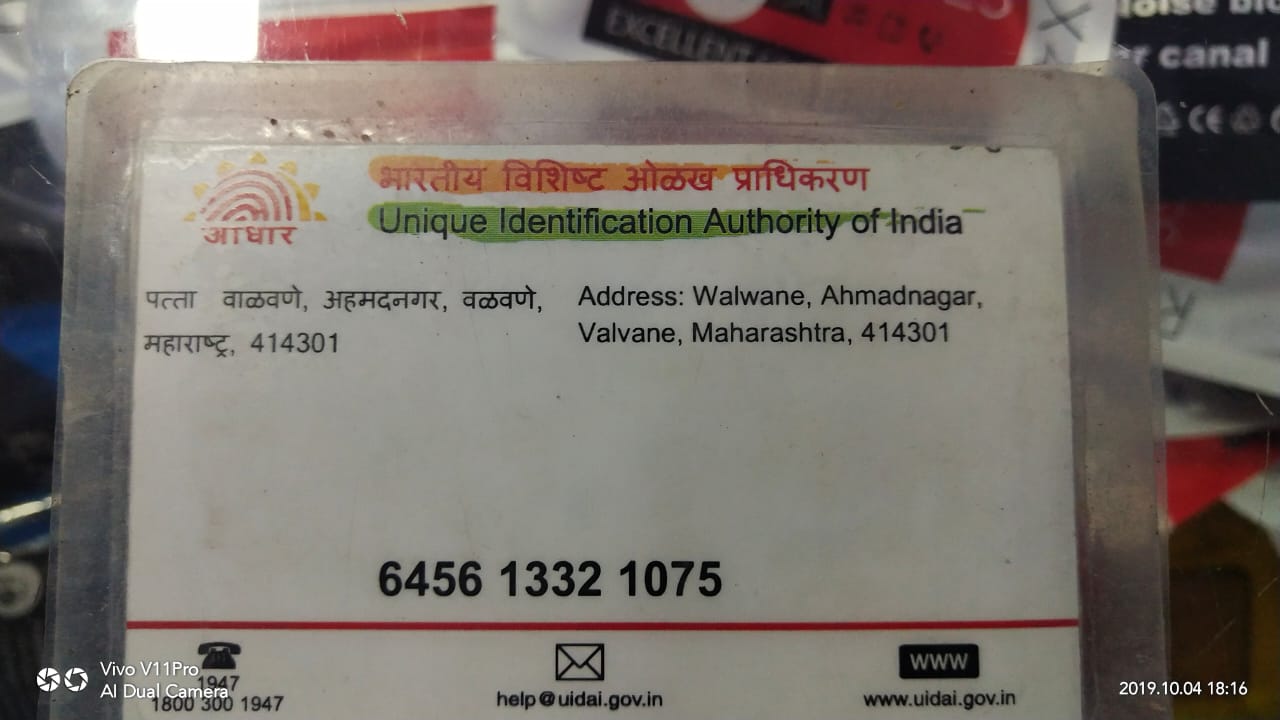 EXCELLENT
er canal
आधार
भारतीय विशिष्ट ओळख प्राधिकरण
Unique Identification Authority of India
पत्ता वाळवणे, अहमदनगर, वळवणे,
महाराष्ट्र, 414301
Address: Walwane, Ahmadnagar,
Valvane, Maharashtra, 414301
6456 1332 1075
1947
1800 300 1947
help@uidai.gov.in
www
www.uidai.gov.in
Vivo V11Pro
AI Dual Camera
2019.10.04 18:16